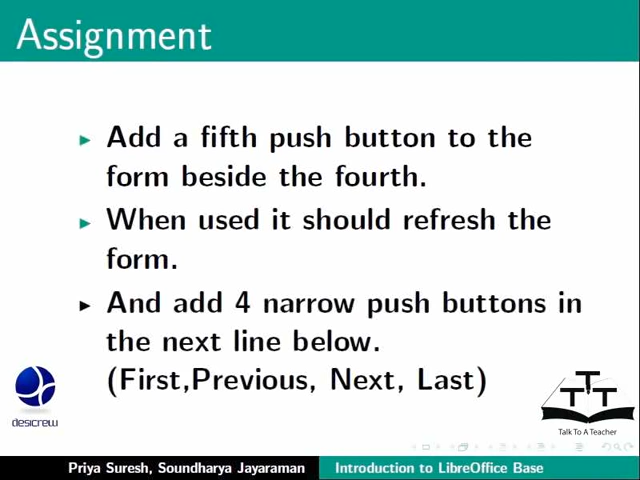 Assignment
Add a fifth push button to the
form beside the fourth.
When used it should refresh the
form.
And add 4 narrow push buttons in
the next line below.
(First,Previous, Next, Last)
desicrew
TTT
Talk To A Teacher
Priya Suresh, Soundharya Jayaraman
Introduction to LibreOffice Base